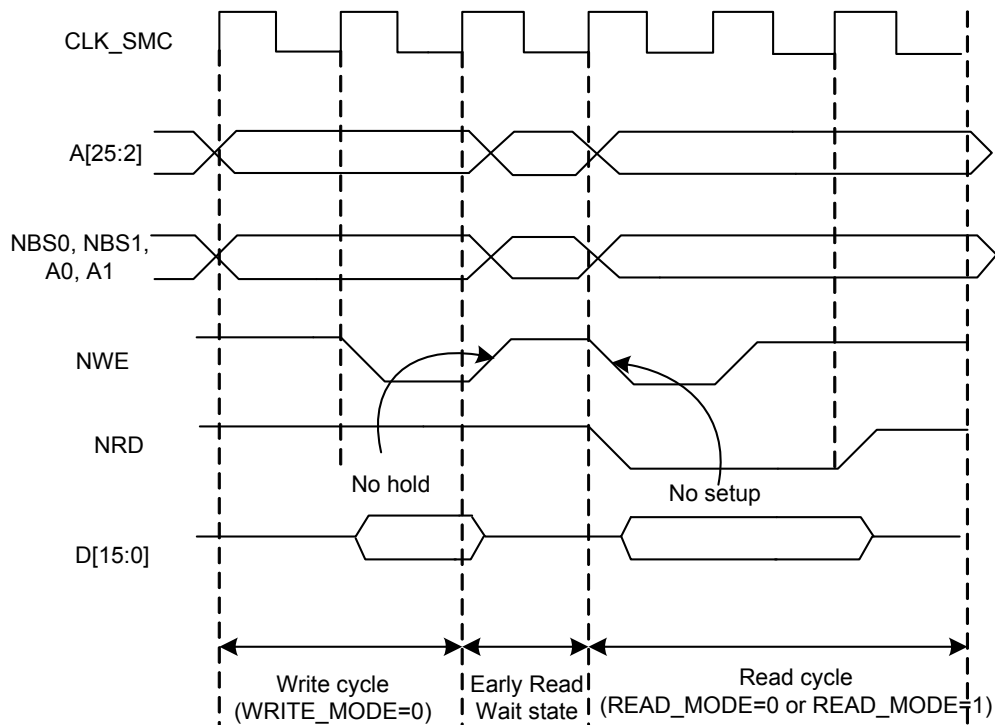 CLK_SMC
A[25:2]
NBS0, NBS1,
A0, A1
NWE
NRD
No hold
No setup
D[15:0]
Write cycle
(WRITE_MODE=0)
Early Read
Wait state
Read cycle
(READ_MODE=0 or READ_MODE=1)